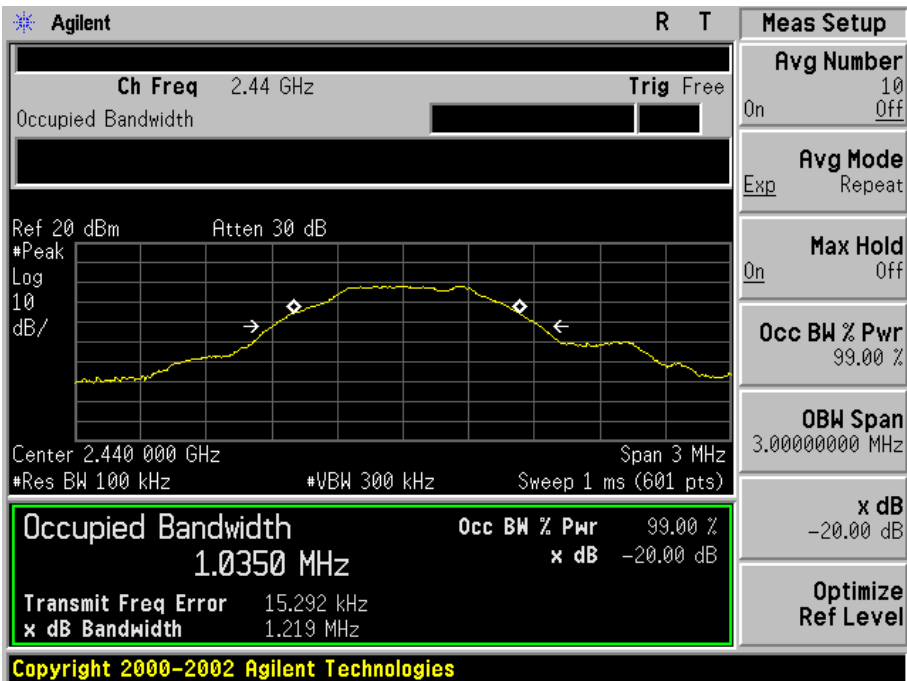 Agilent R T
Ch Freq 2.44 GHz Trig Free
Occupied Bandwidth
Ref 20 dBm Atten 30 dB
#Peak
Log
10
dB/
Center 2.440 000 GHz Span 3 MHz
#Res BW 100 kHz #VBW 300 kHz Sweep 1 ms (601 pts)
Occupied Bandwidth Occ BW % Pwr 99.00 %
1.0350 MHz x dB -20.00 dB
Transmit Freq Error 15.292 kHz
x dB Bandwidth 1.219 MHz
Copyright 2000-2002 Agilent Technologies
Meas Setup
Avg Number
10
On Off
Avg Mode
Exp Repeat
Max Hold
On Off
Occ BW % Pwr
99.00 %
OBW Span
3.00000000 MHz
x dB
-20.00 dB
Optimize
Ref Level